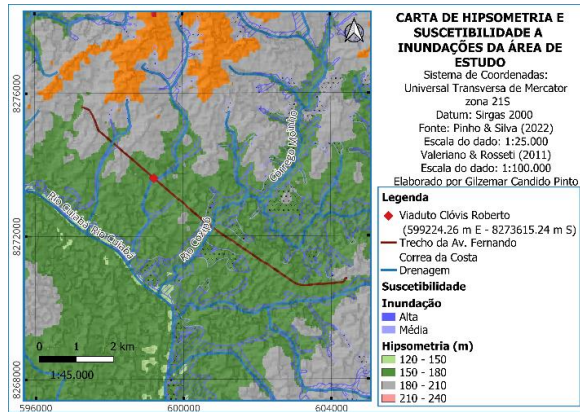 CARTA DE HIPSOMETRIA E
SUSCETIBILIDADE A
INUNDAÇÕES DA ÁREA DE
ESTUDO
Sistema de Coordenadas:
Universal Transversa de Mercator
zona 21S
Datum: Sirgas 2000
Fonte: Pinho & Silva (2022)
Escala do dado: 1:25.000
Valeriano & Rosseti (2011)
Escala do dado: 1:100.000
Elaborado por Gilzemar Candido Pinto
Legenda
Viaduto Clóvis Roberto
(599224.26 m E - 8273615.24 m S)
Trecho da Av. Fernando
Correa da Costa
Drenagem
Suscetibilidade
Inundação
Alta
Média
Hipsometria (m)
120 - 150
150 - 180
180 - 210
210 - 240
8276000
8272000
8268000
596000
600000
604000
Córrego Moinho
Rio Coxipó
Rio Cuiabá Rio Cuiabá
0 1 2 km
1:45,000